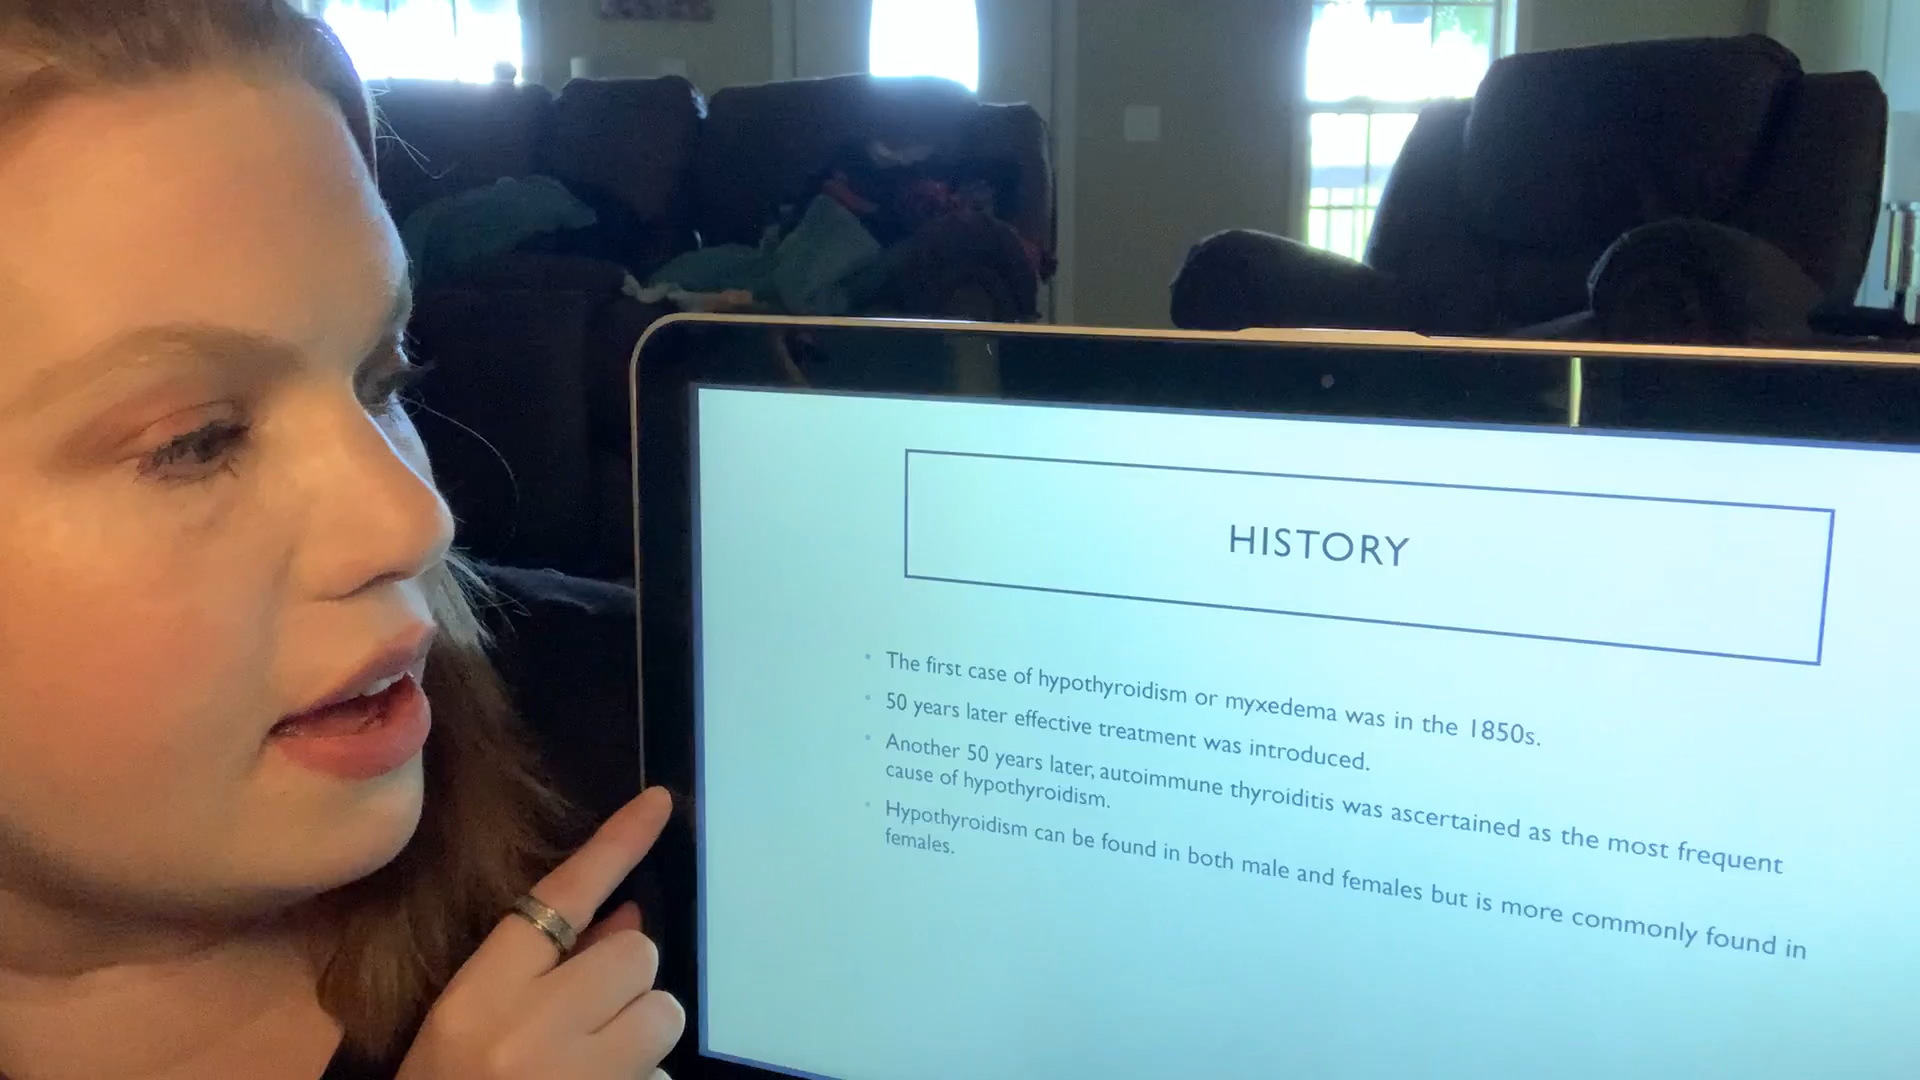 HISTORY
The first case of hypothyroidism or myxedema was in the 1850s.
50 years later effective treatment was introduced.
Another 50 years later, autoimmune thyroiditis was ascertained as the most frequent
cause of hypothyroidism.
Hypothyroidism can be found in both male and females but is more commonly found in
females.